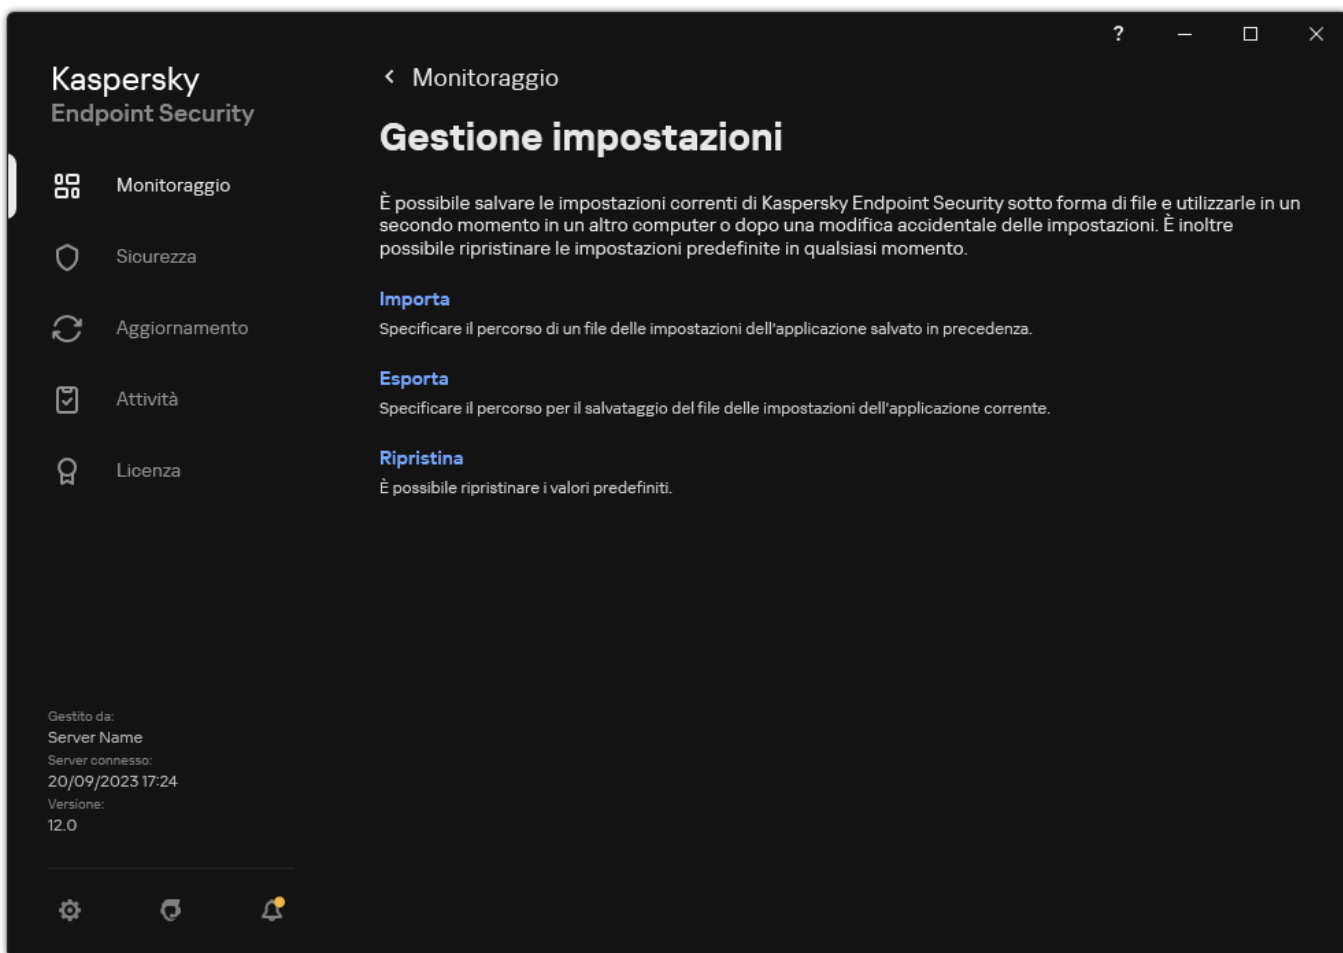 ?
Kaspersky
Endpoint Security
Monitoraggio
Sicurezza
Aggiornamento
Attività
Licenza
Gestito da:
Server Name
Server connesso:
20/09/2023 17:24
Versione:
12.0
Monitoraggio
Gestione impostazioni
È possibile salvare le impostazioni correnti di Kaspersky Endpoint Security sotto forma di file e utilizzarle in un
secondo momento in un altro computer o dopo una modifica accidentale delle impostazioni. È inoltre
possibile ripristinare le impostazioni predefinite in qualsiasi momento.
Importa
Specificare il percorso di un file delle impostazioni dell'applicazione salvato in precedenza.
Esporta
Specificare il percorso per il salvataggio del file delle impostazioni dell'applicazione corrente.
Ripristina
È possibile ripristinare i valori predefiniti.